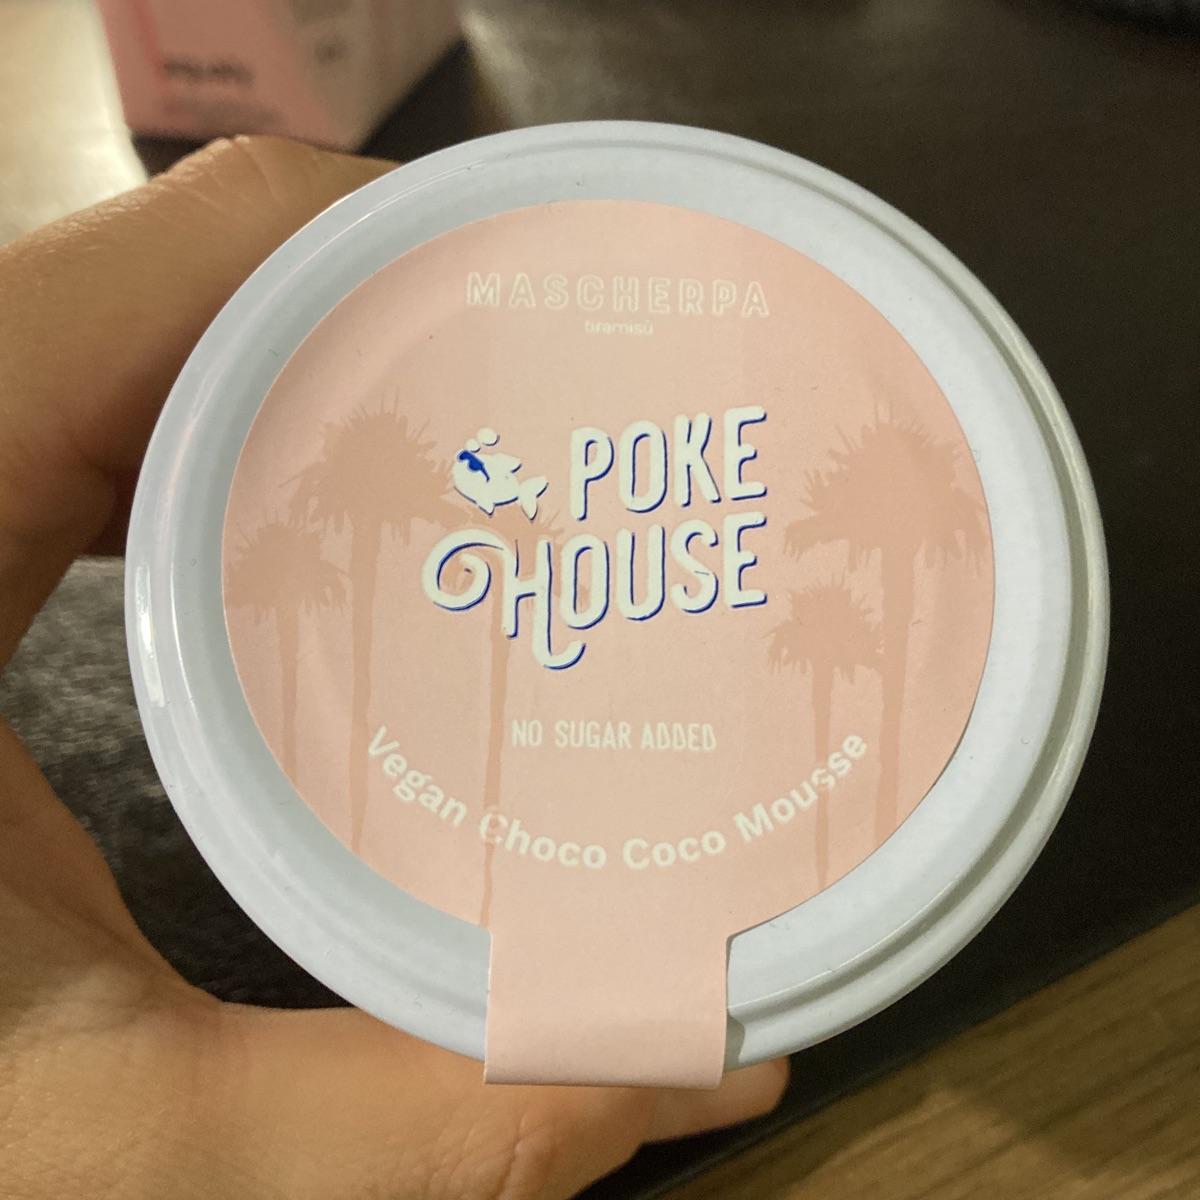 MASCHERPA
tiramisù
POKE
HOUSE
NO SUGAR ADDED
Vegan Choco Coco Mousse